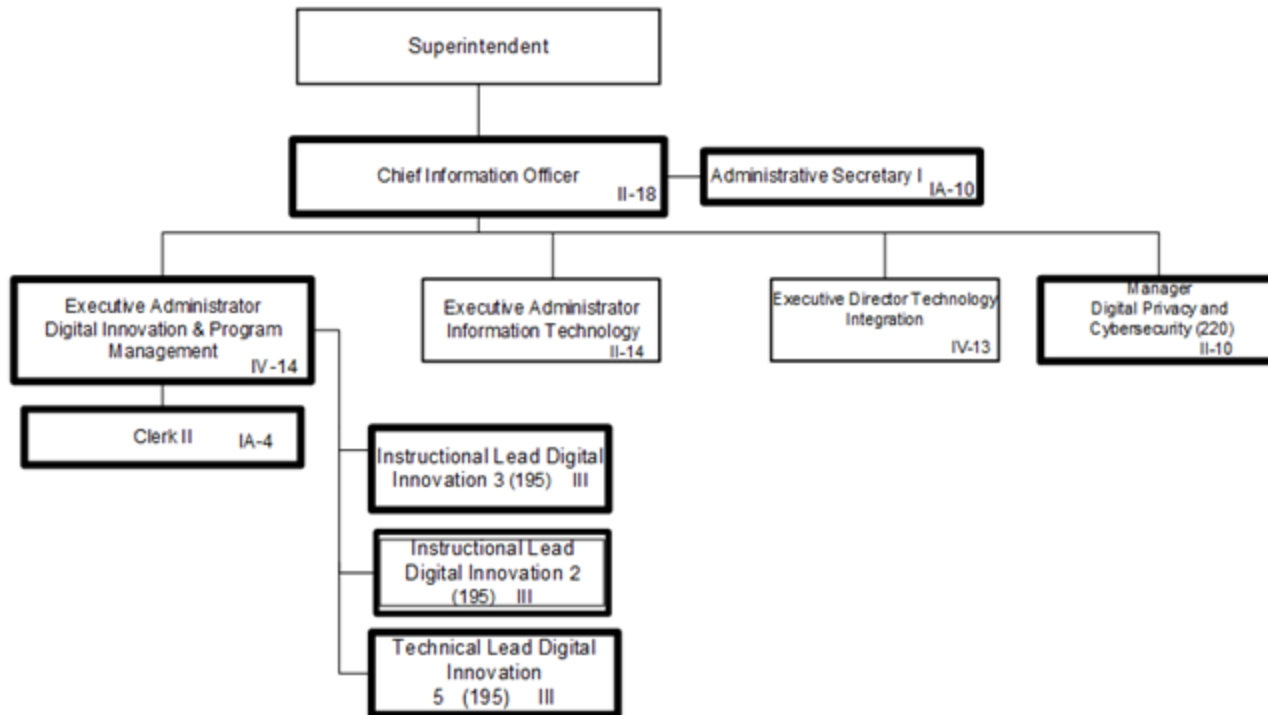 Superintendent
Chief Information Officer
II-18
Administrative Secretary I
IA-10
Executive Administrator
Digital Innovation & Program
Management
IV-14
Executive Administrator
Information Technology
II-14
Executive Director Technology
Integration
IV-13
Manager
Digital Privacy and
Cybersecurity (220)
II-10
Clerk II IA-4
Instructional Lead Digital
Innovation 3 (195) III
Instructional Lead
Digital Innovation 2
(195) III
Technical Lead Digital
Innovation
5 (195) III